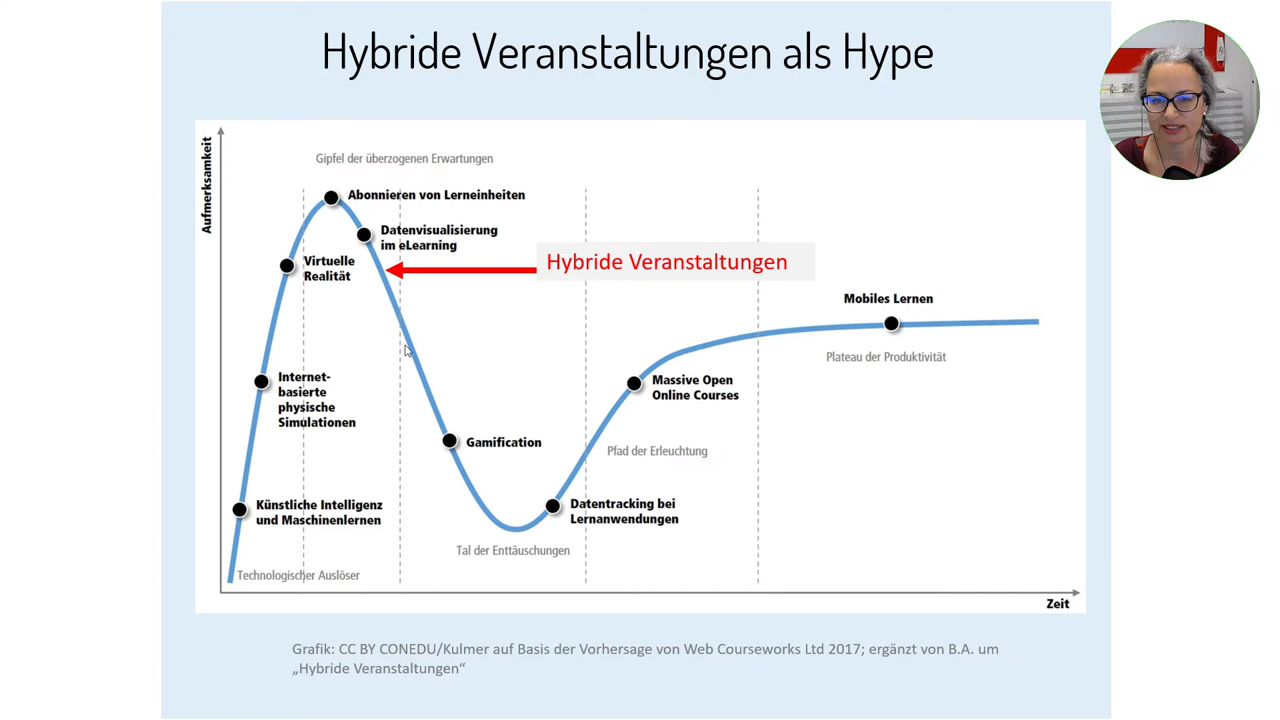 Hybride Veranstaltungen als Hype
Aufmerksamkeit
Gipfel der überzogenen Erwartungen
Abonnieren von Lerneinheiten
Datenvisualisierung
im eLearning
Virtuelle
Realität
Hybride Veranstaltungen
Mobiles Lernen
Plateau der Produktivität
Internet-
basierte
physische
Simulationen
Massive Open
Online Courses
Gamification
Pfad der Erleuchtung
Künstliche Intelligenz
und Maschinenlernen
Datentracking bei
Lernanwendungen
Tal der Enttäuschungen
Technologischer Auslöser
Zeit
Grafik: CC BY CONEDU/Kulmer auf Basis der Vorhersage von Web Courseworks Ltd 2017; ergänzt von B.A. um
„Hybride Veranstaltungen“